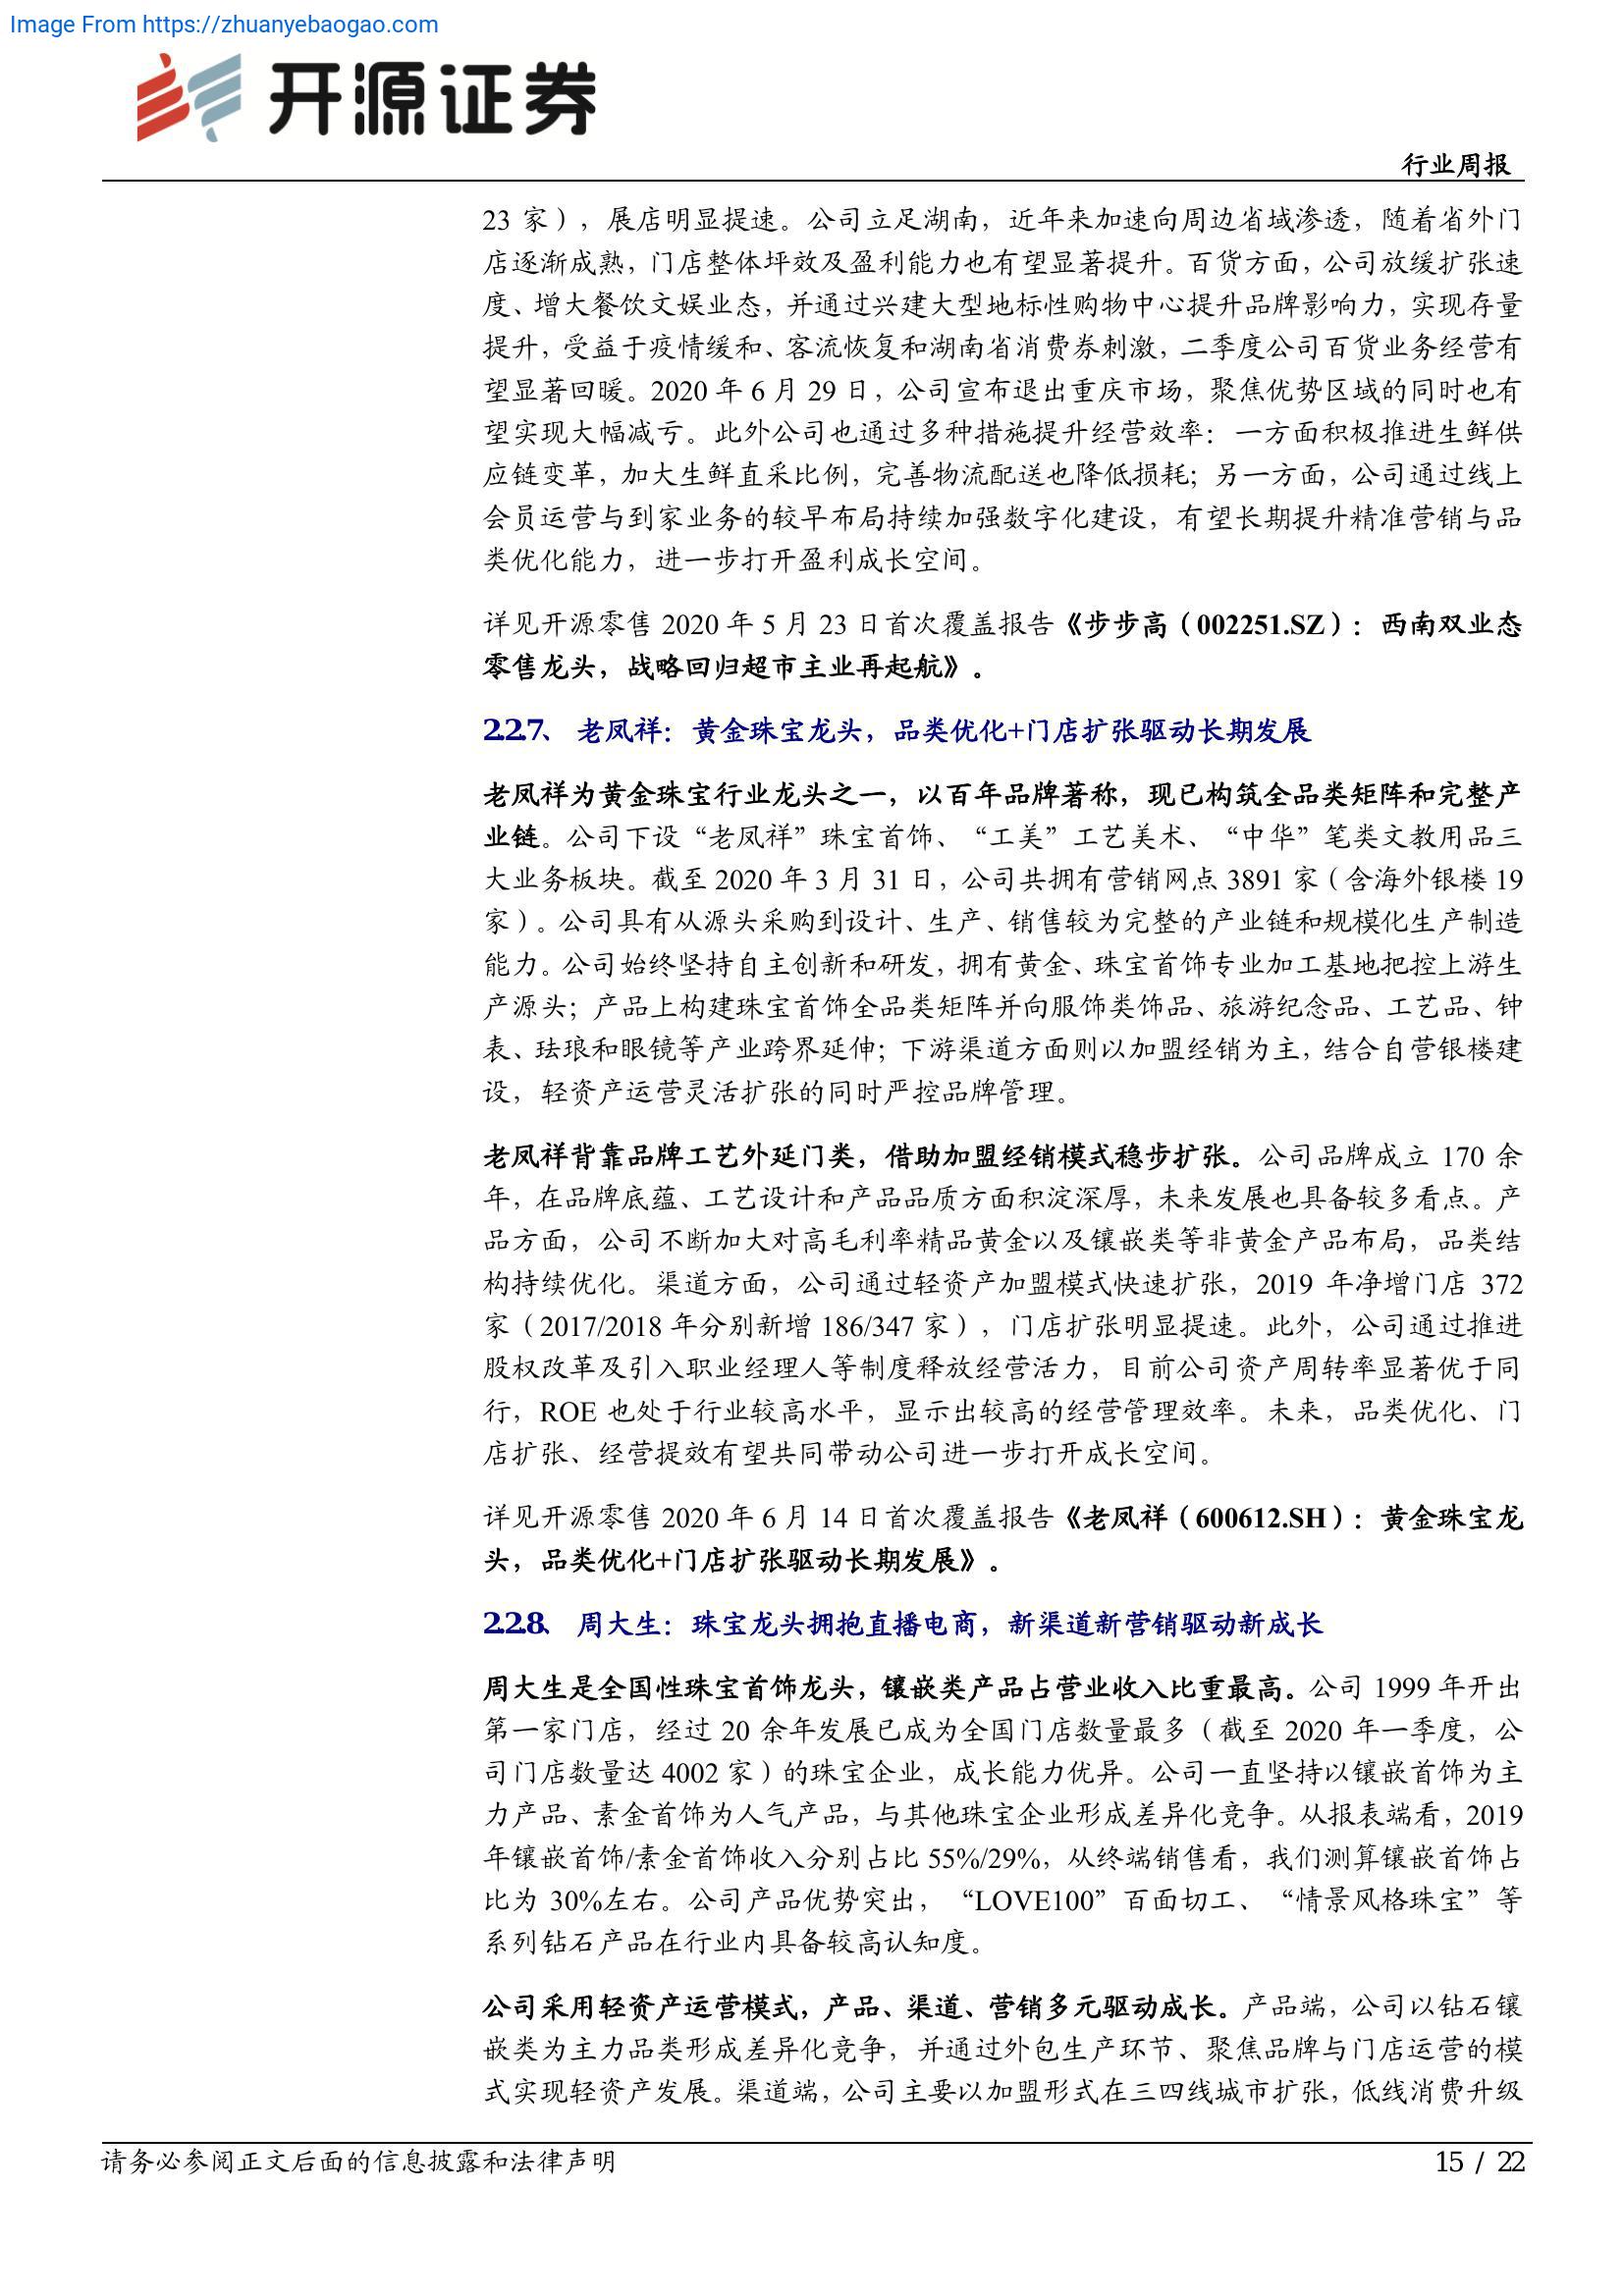 Image From https://zhuanyebaogao.com
开源证券
行业周报
23 家），展店明显提速。公司立足湖南，近年来加速向周边省域渗透，随着省外门
店逐渐成熟，门店整体坪效及盈利能力也有望显著提升。百货方面，公司放缓扩张速
度、增大餐饮文娱业态，并通过兴建大型地标性购物中心提升品牌影响力，实现存量
提升，受益于疫情缓和、客流恢复和湖南省消费券刺激，二季度公司百货业务经营有
望显著回暖。2020 年 6 月 29 日，公司宣布退出重庆市场，聚焦优势区域的同时也有
望实现大幅减亏。此外公司也通过多种措施提升经营效率：一方面积极推进生鲜供
应链变革，加大生鲜直采比例，完善物流配送也降低损耗；另一方面，公司通过线上
会员运营与到家业务的较早布局持续加强数字化建设，有望长期提升精准营销与品
类优化能力，进一步打开盈利成长空间。
详见开源零售 2020 年 5 月 23 日首次覆盖报告《步步高（002251.SZ）：西南双业态
零售龙头，战略回归超市主业再起航》。
2.2.7、 老凤祥：黄金珠宝龙头，品类优化+门店扩张驱动长期发展
老凤祥为黄金珠宝行业龙头之一，以百年品牌著称，现已构筑全品类矩阵和完整产
业链。公司下设“老凤祥”珠宝首饰、“工美”工艺美术、“中华”笔类文教用品三
大业务板块。截至 2020 年 3 月 31 日，公司共拥有营销网点 3891 家（含海外银楼 19
家）。公司具有从源头采购到设计、生产、销售较为完整的产业链和规模化生产制造
能力。公司始终坚持自主创新和研发，拥有黄金、珠宝首饰专业加工基地把控上游生
产源头；产品上构建珠宝首饰全品类矩阵并向服饰类饰品、旅游纪念品、工艺品、钟
表、珐琅和眼镜等产业跨界延伸；下游渠道方面则以加盟经销为主，结合自营银楼建
设，轻资产运营灵活扩张的同时严控品牌管理。
老凤祥背靠品牌工艺外延门类，借助加盟经销模式稳步扩张。公司品牌成立 170 余
年，在品牌底蕴、工艺设计和产品品质方面积淀深厚，未来发展也具备较多看点。产
品方面，公司不断加大对高毛利率精品黄金以及镶嵌类等非黄金产品布局，品类结
构持续优化。渠道方面，公司通过轻资产加盟模式快速扩张，2019 年净增门店 372
家（2017/2018 年分别新增 186/347 家），门店扩张明显提速。此外，公司通过推进
股权改革及引入职业经理人等制度释放经营活力，目前公司资产周转率显著优于同
行，ROE 也处于行业较高水平，显示出较高的经营管理效率。未来，品类优化、门
店扩张、经营提效有望共同带动公司进一步打开成长空间。
详见开源零售 2020 年 6 月 14 日首次覆盖报告《老凤祥（600612.SH）：黄金珠宝龙
头，品类优化+门店扩张驱动长期发展》。
2.2.8、 周大生：珠宝龙头拥抱直播电商，新渠道新营销驱动新成长
周大生是全国性珠宝首饰龙头，镶嵌类产品占营业收入比重最高。公司 1999 年开出
第一家门店，经过 20 余年发展已成为全国门店数量最多（截至 2020 年一季度，公
司门店数量达 4002 家）的珠宝企业，成长能力优异。公司一直坚持以镶嵌首饰为主
力产品、素金首饰为人气产品，与其他珠宝企业形成差异化竞争。从报表端看，2019
年镶嵌首饰/素金首饰收入分别占比 55%/29%，从终端销售看，我们测算镶嵌首饰占
比为 30%左右。公司产品优势突出，“LOVE100”百面切工、“情景风格珠宝”等
系列钻石产品在行业内具备较高认知度。
公司采用轻资产运营模式，产品、渠道、营销多元驱动成长。产品端，公司以钻石镶
嵌类为主力品类形成差异化竞争，并通过外包生产环节、聚焦品牌与门店运营的模
式实现轻资产发展。渠道端，公司主要以加盟形式在三四线城市扩张，低线消费升级
请务必参阅正文后面的信息披露和法律声明
15 / 22